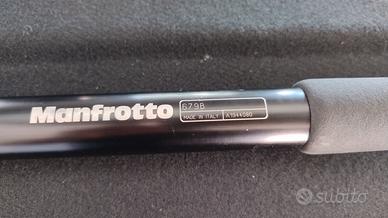 Manfrotto 679B
MADE IN ITALY A1944080
subito